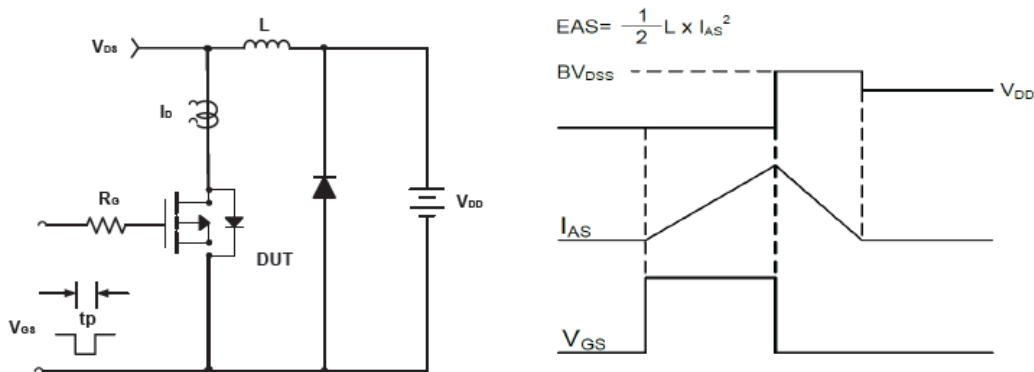 L
VDS
ID
RG
VDD
DUT
tp
VGS
EAS= 1/2 L x IAS²
BVDSS
VDD
IAS
VGS